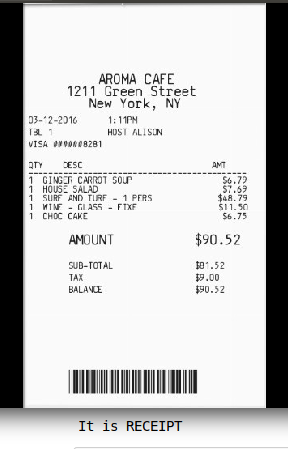 AROMA CAFE
1211 Green Street
New York, NY
03-12-2016 1:11PM
TBL 1 HOST ALISON
VISA #######8281
QTY DESC AMT
1 GINGER CARROT SOUP $6.79
1 HOUSE SALAD $7.69
1 SURF AND TURF - 1 PERS $48.79
1 WINE - GLASS - FIXE $11.50
1 CHOC CAKE $6.75
AMOUNT $90.52
SUB-TOTAL $81.52
TAX $9.00
BALANCE $90.52
It is RECEIPT